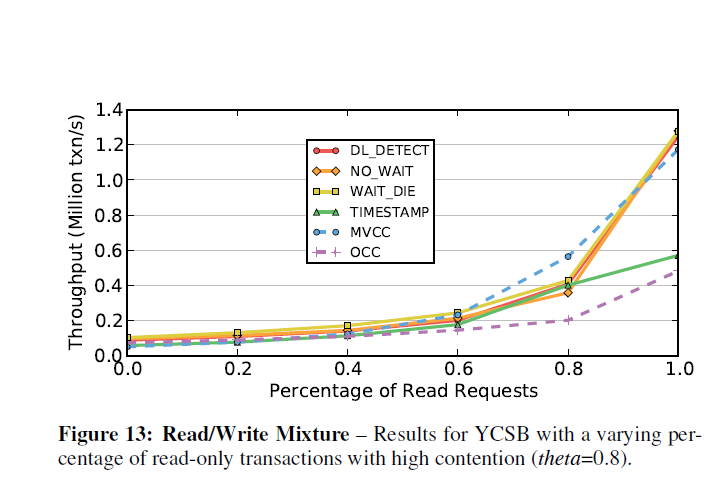 1.4
1.2
1.0
0.8
0.6
0.4
0.2
0.0
Throughput (Million txn/s)
DL_DETECT
NO_WAIT
WAIT_DIE
TIMESTAMP
MVCC
OCC
0.0 0.2 0.4 0.6 0.8 1.0
Percentage of Read Requests
Figure 13: Read/Write Mixture – Results for YCSB with a varying per-
centage of read-only transactions with high contention (theta=0.8).